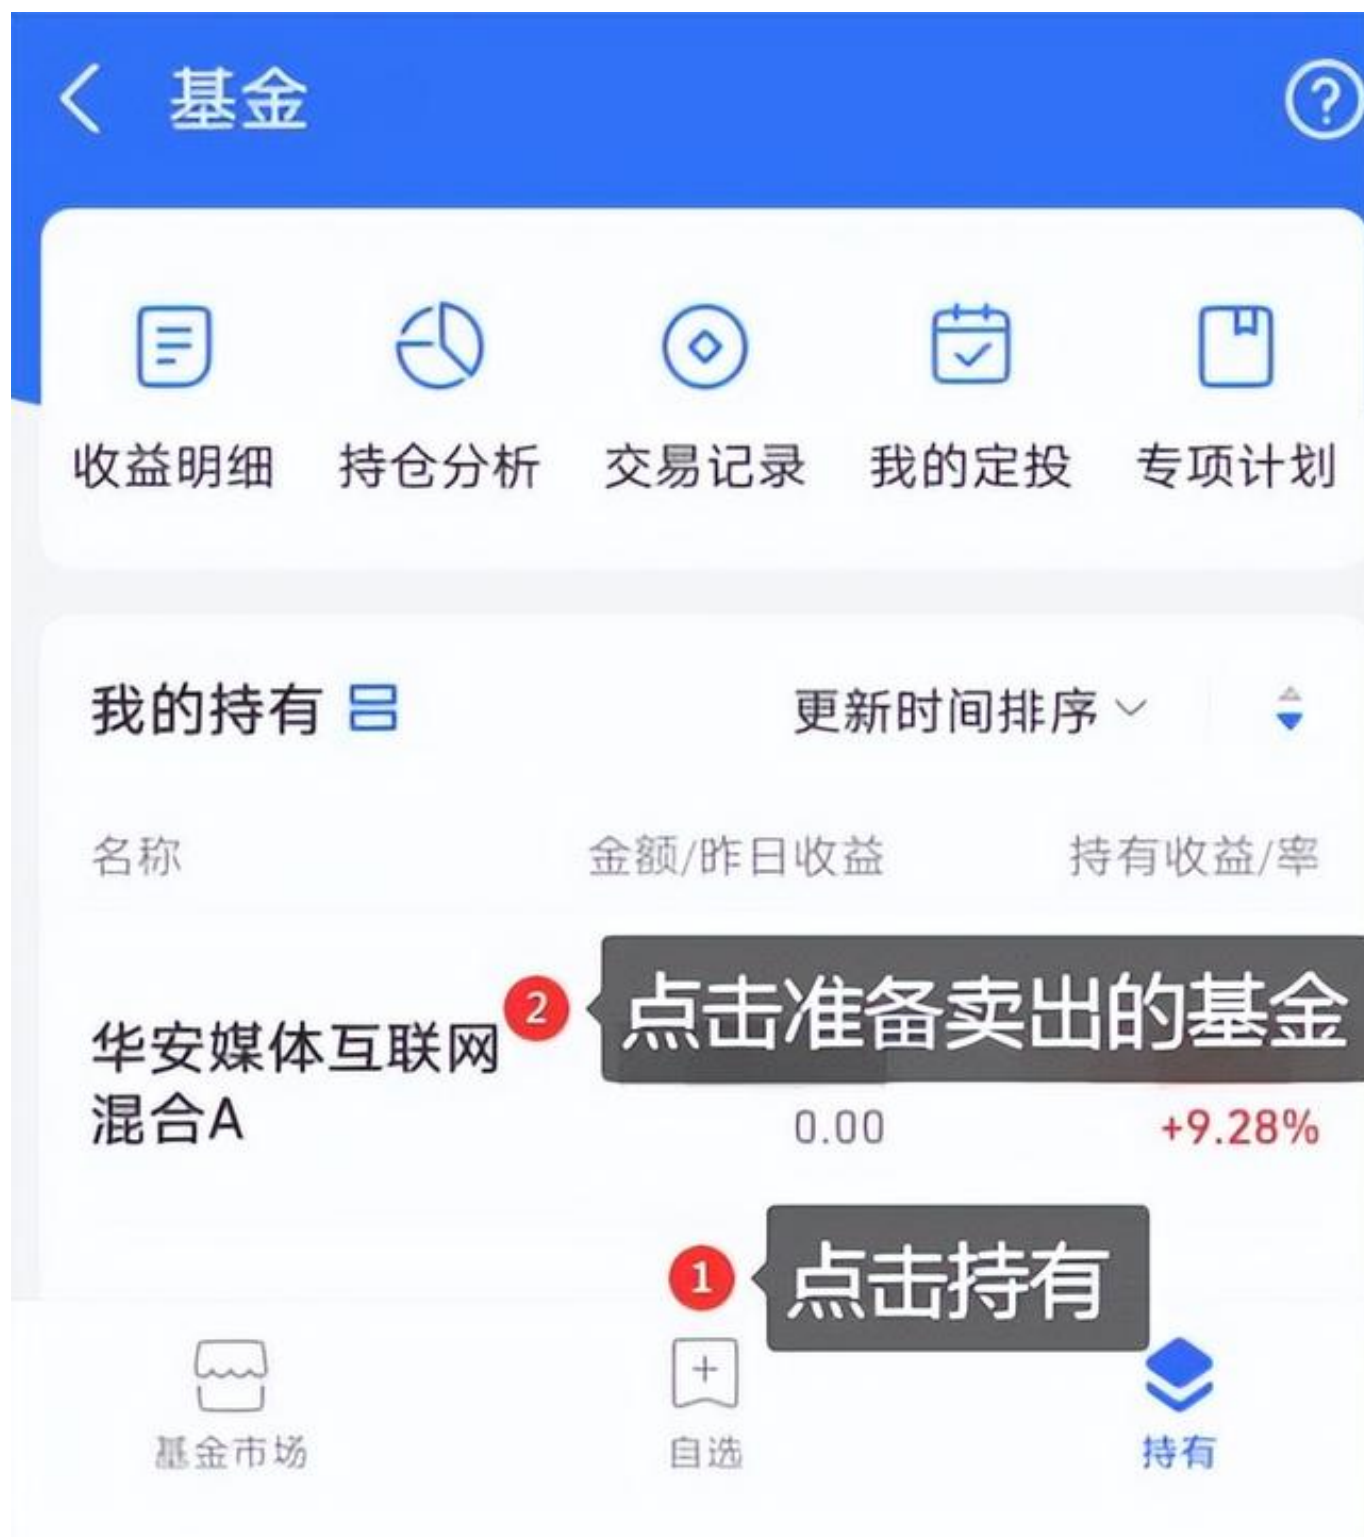 基金
收益明细 持仓分析 交易记录 我的定投 专项计划
我的持有 更新时间排序
名称 金额/昨日收益 持有收益/率
2 点击准备卖出的基金
华安媒体互联网
混合A
0.00 +9.28%
1 点击持有
基金市场 自选 持有